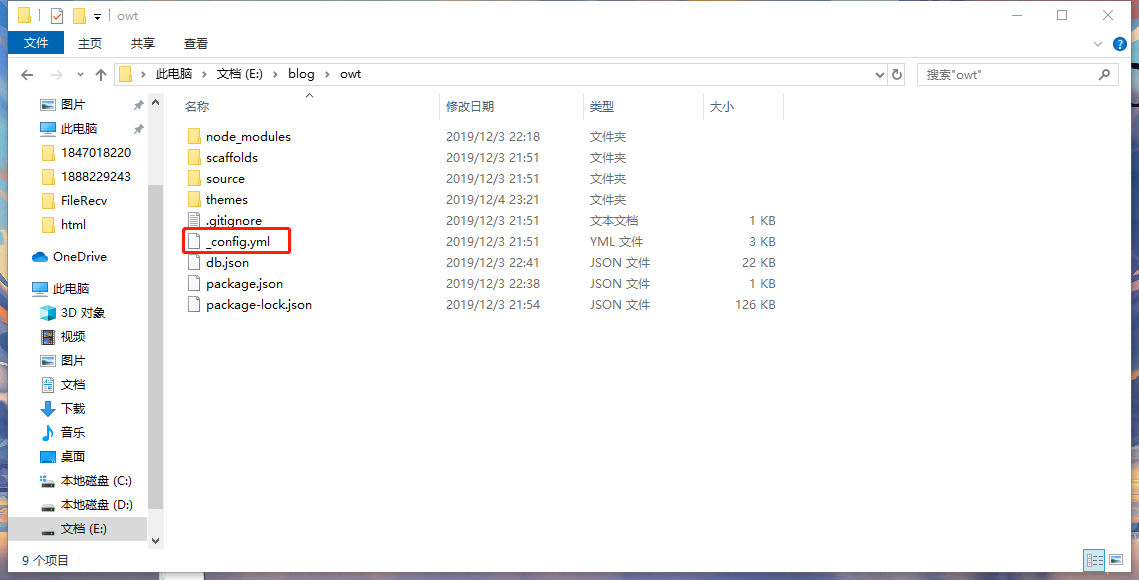 owt
文件 主页 共享 查看
此电脑 文档 (E:) blog owt 搜索"owt"
图片
此电脑
1847018220
1888229243
FileRecv
html
OneDrive
此电脑
3D 对象
视频
图片
文档
下载
音乐
桌面
本地磁盘 (C:)
本地磁盘 (D:)
文档 (E:)
名称 修改日期 类型 大小
node_modules 2019/12/3 22:18 文件夹
scaffolds 2019/12/3 21:51 文件夹
source 2019/12/3 21:51 文件夹
themes 2019/12/4 23:21 文件夹
.gitignore 2019/12/3 21:51 文本文档 1 KB
_config.yml 2019/12/3 21:51 YML 文件 3 KB
db.json 2019/12/3 22:41 JSON 文件 22 KB
package.json 2019/12/3 22:38 JSON 文件 1 KB
package-lock.json 2019/12/3 21:54 JSON 文件 126 KB
9 个项目